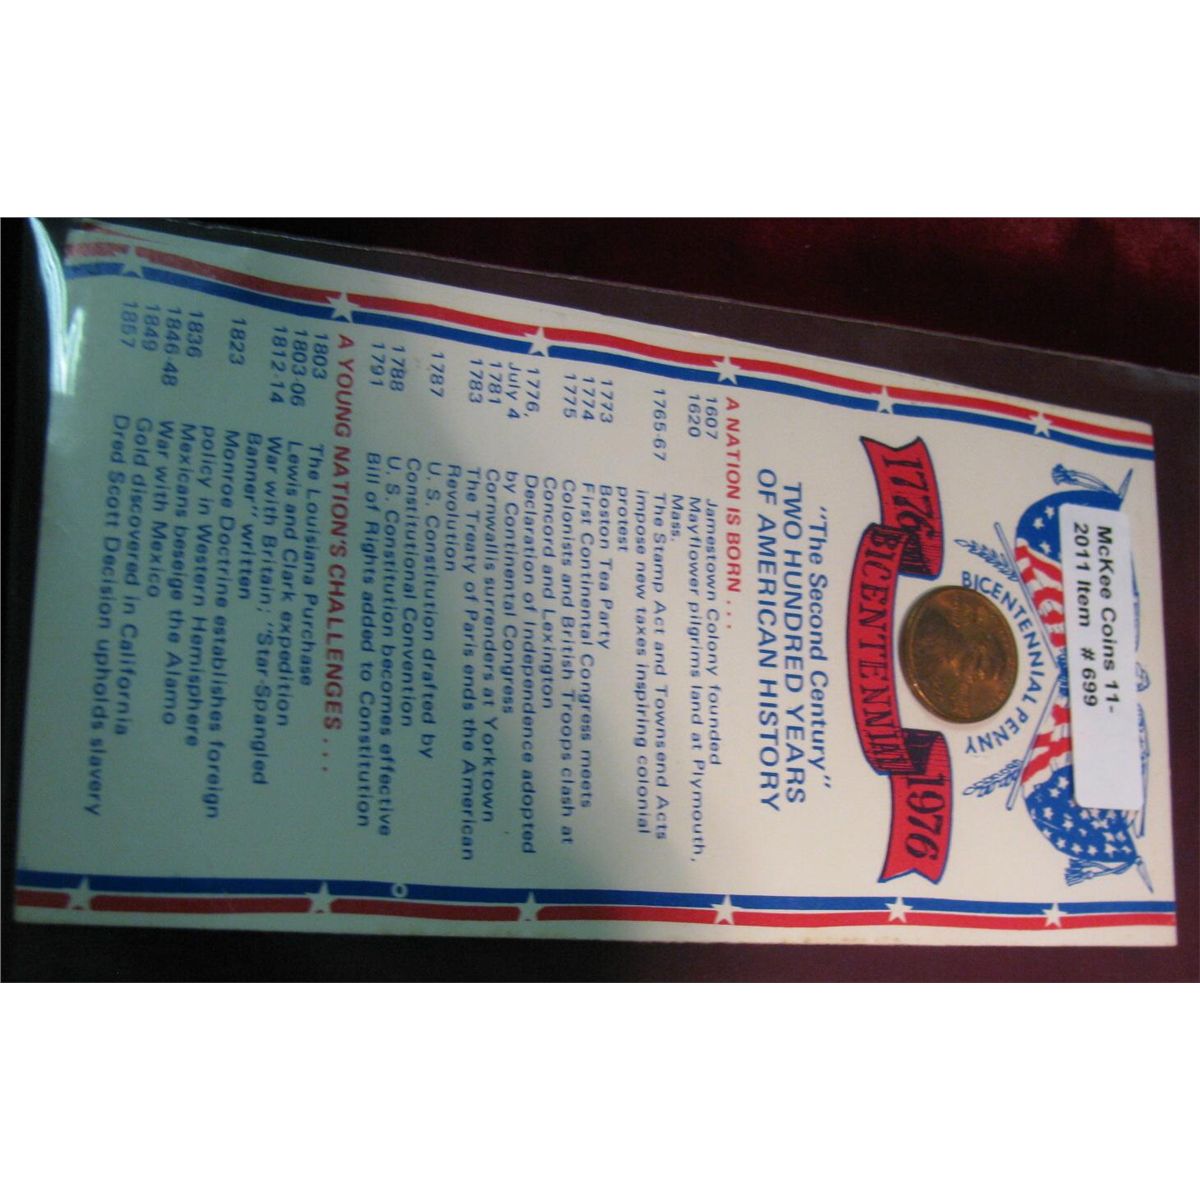 McKee Coins 11-
2011 Item # 699
BICENTENNIAL PENNY
1776 BICENTENNIAL 1976
"The Second Century"
TWO HUNDRED YEARS
OF AMERICAN HISTORY
A NATION IS BORN . . .
1607 Jamestown Colony founded
1620 Mayflower pilgrims land at Plymouth,
Mass.
1765-67 The Stamp Act and Townsend Acts
impose new taxes inspiring colonial
protest
1773 Boston Tea Party
1774 First Continental Congress meets
1775 Colonists and British Troops clash at
Concord and Lexington
1776, Declaration of Independence adopted
July 4 by Continental Congress
1781 Cornwallis surrenders at Yorktown
1783 The Treaty of Paris ends the American
Revolution
1787 U.S. Constitution drafted by
Constitutional Convention
1788 U.S. Constitution becomes effective
1791 Bill of Rights added to Constitution
A YOUNG NATION'S CHALLENGES . . .
1803 The Louisiana Purchase
1803-06 Lewis and Clark expedition
1812-14 War with Britain; "Star-Spangled
Banner" written
1823 Monroe Doctrine establishes foreign
policy in Western Hemisphere
1836 Mexicans beseige the Alamo
1846-48 War with Mexico
1849 Gold discovered in California
1857 Dred Scott Decision upholds slavery